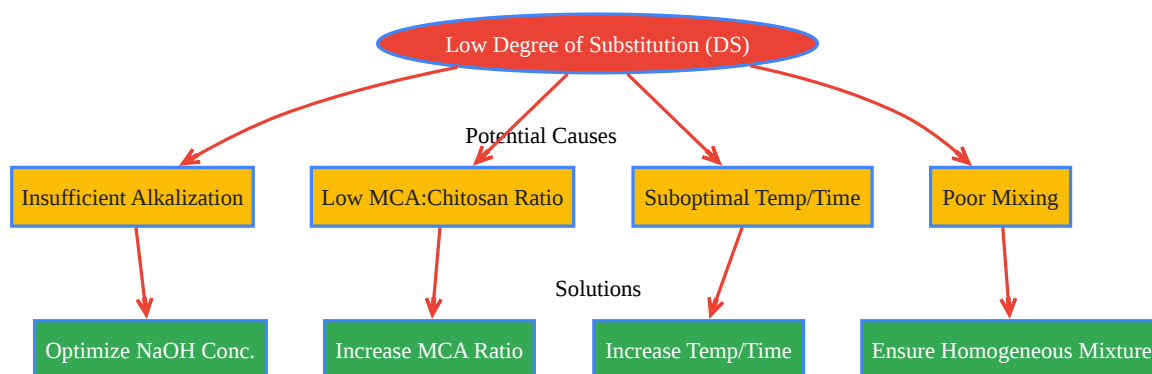 Low Degree of Substitution (DS)
Potential Causes
Insufficient Alkalization
Low MCA:Chitosan Ratio
Suboptimal Temp/Time
Poor Mixing
Solutions
Optimize NaOH Conc.
Increase MCA Ratio
Increase Temp/Time
Ensure Homogeneous Mixture